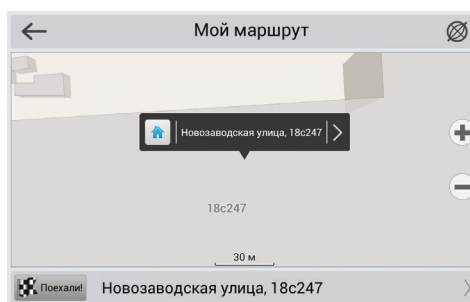 Мой маршрут
Новозаводская улица, 18с247
18с247
30 м
Поехали! Новозаводская улица, 18с247